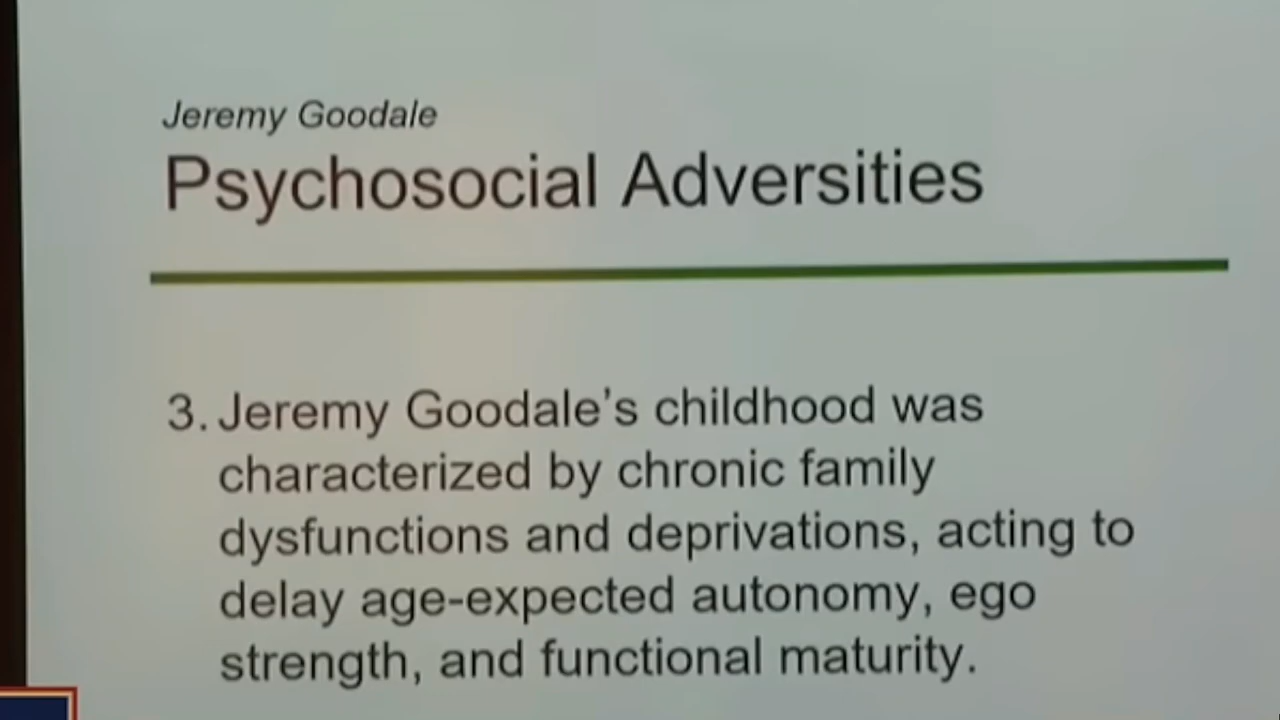 Jeremy Goodale
Psychosocial Adversities
3. Jeremy Goodale's childhood was
characterized by chronic family
dysfunctions and deprivations, acting to
delay age-expected autonomy, ego
strength, and functional maturity.